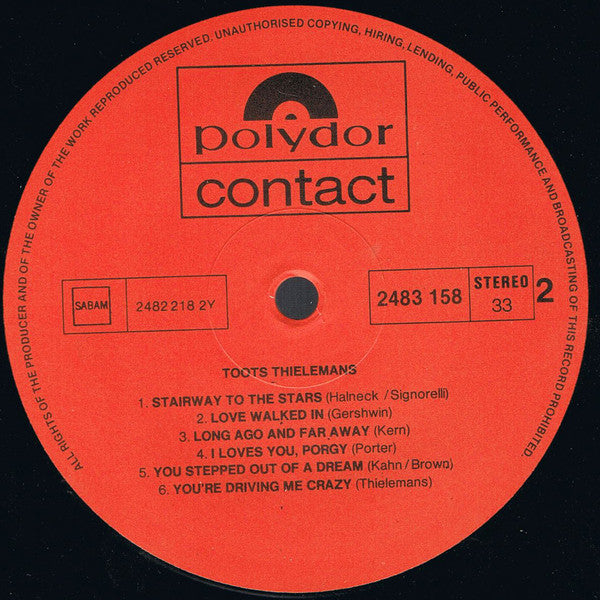 ALL RIGHTS OF THE PRODUCER AND OF THE OWNER OF THE WORK REPRODUCED RESERVED. UNAUTHORISED COPYING, HIRING, LENDING, PUBLIC PERFORMANCE AND BROADCASTING OF THIS RECORD PROHIBITED.
polydor
contact
SABAM
2482 218 2Y
2483 158
STEREO
33
2
TOOTS THIELEMANS
1. STAIRWAY TO THE STARS (Halneck / Signorelli)
2. LOVE WALKED IN (Gershwin)
3. LONG AGO AND FAR AWAY (Kern)
4. I LOVES YOU, PORGY (Porter)
5. YOU STEPPED OUT OF A DREAM (Kahn / Brown)
6. YOU'RE DRIVING ME CRAZY (Thielemans)